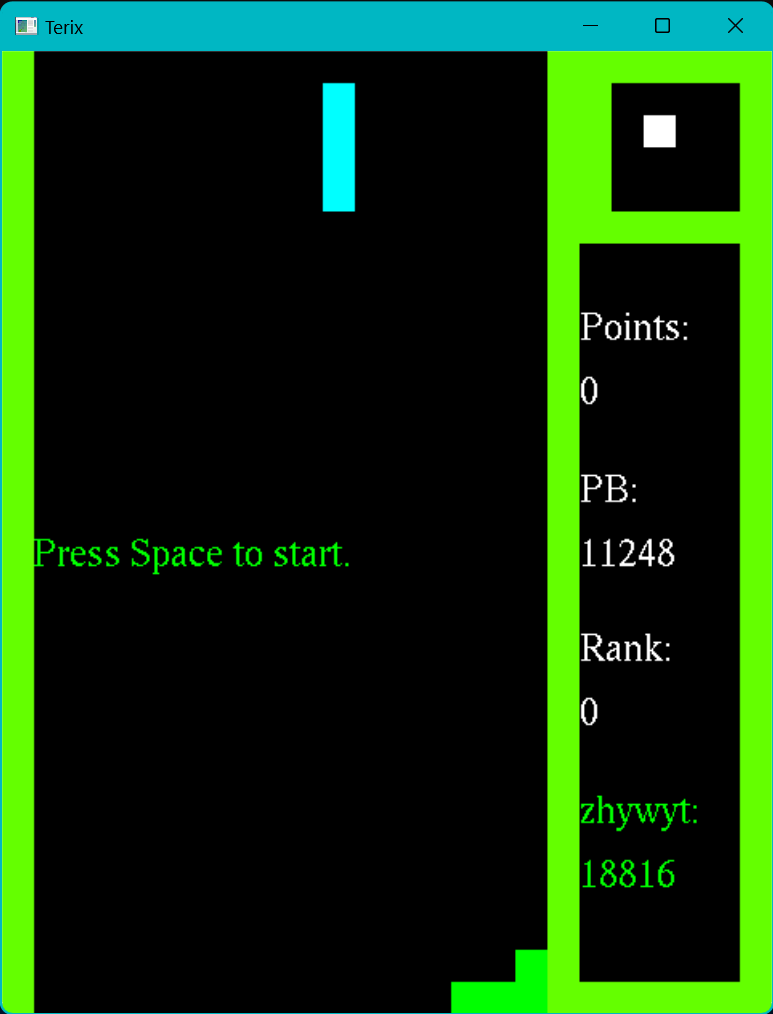 Terix
Points:
0
PB:
11248
Press Space to start.
Rank:
0
zhywyt:
18816